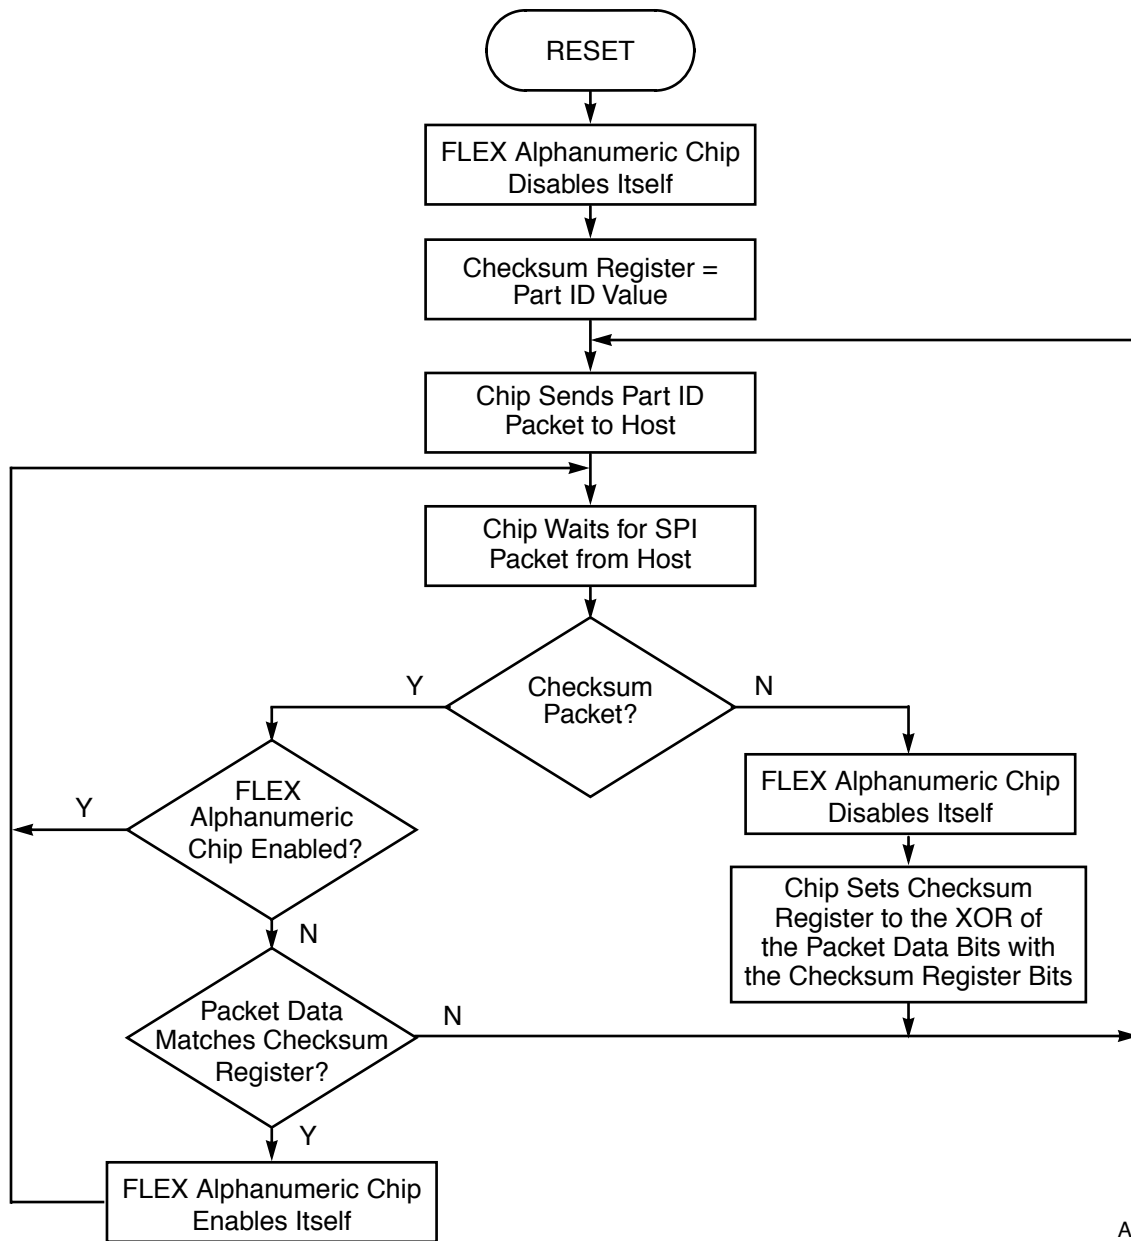 RESET
FLEX Alphanumeric Chip
Disables Itself
Checksum Register =
Part ID Value
Chip Sends Part ID
Packet to Host
Chip Waits for SPI
Packet from Host
Checksum
Packet?
Y
N
FLEX
Alphanumeric
Chip Enabled?
Y
N
FLEX Alphanumeric Chip
Disables Itself
Chip Sets Checksum
Register to the XOR of
the Packet Data Bits with
the Checksum Register Bits
Packet Data
Matches Checksum
Register?
N
Y
FLEX Alphanumeric Chip
Enables Itself
A